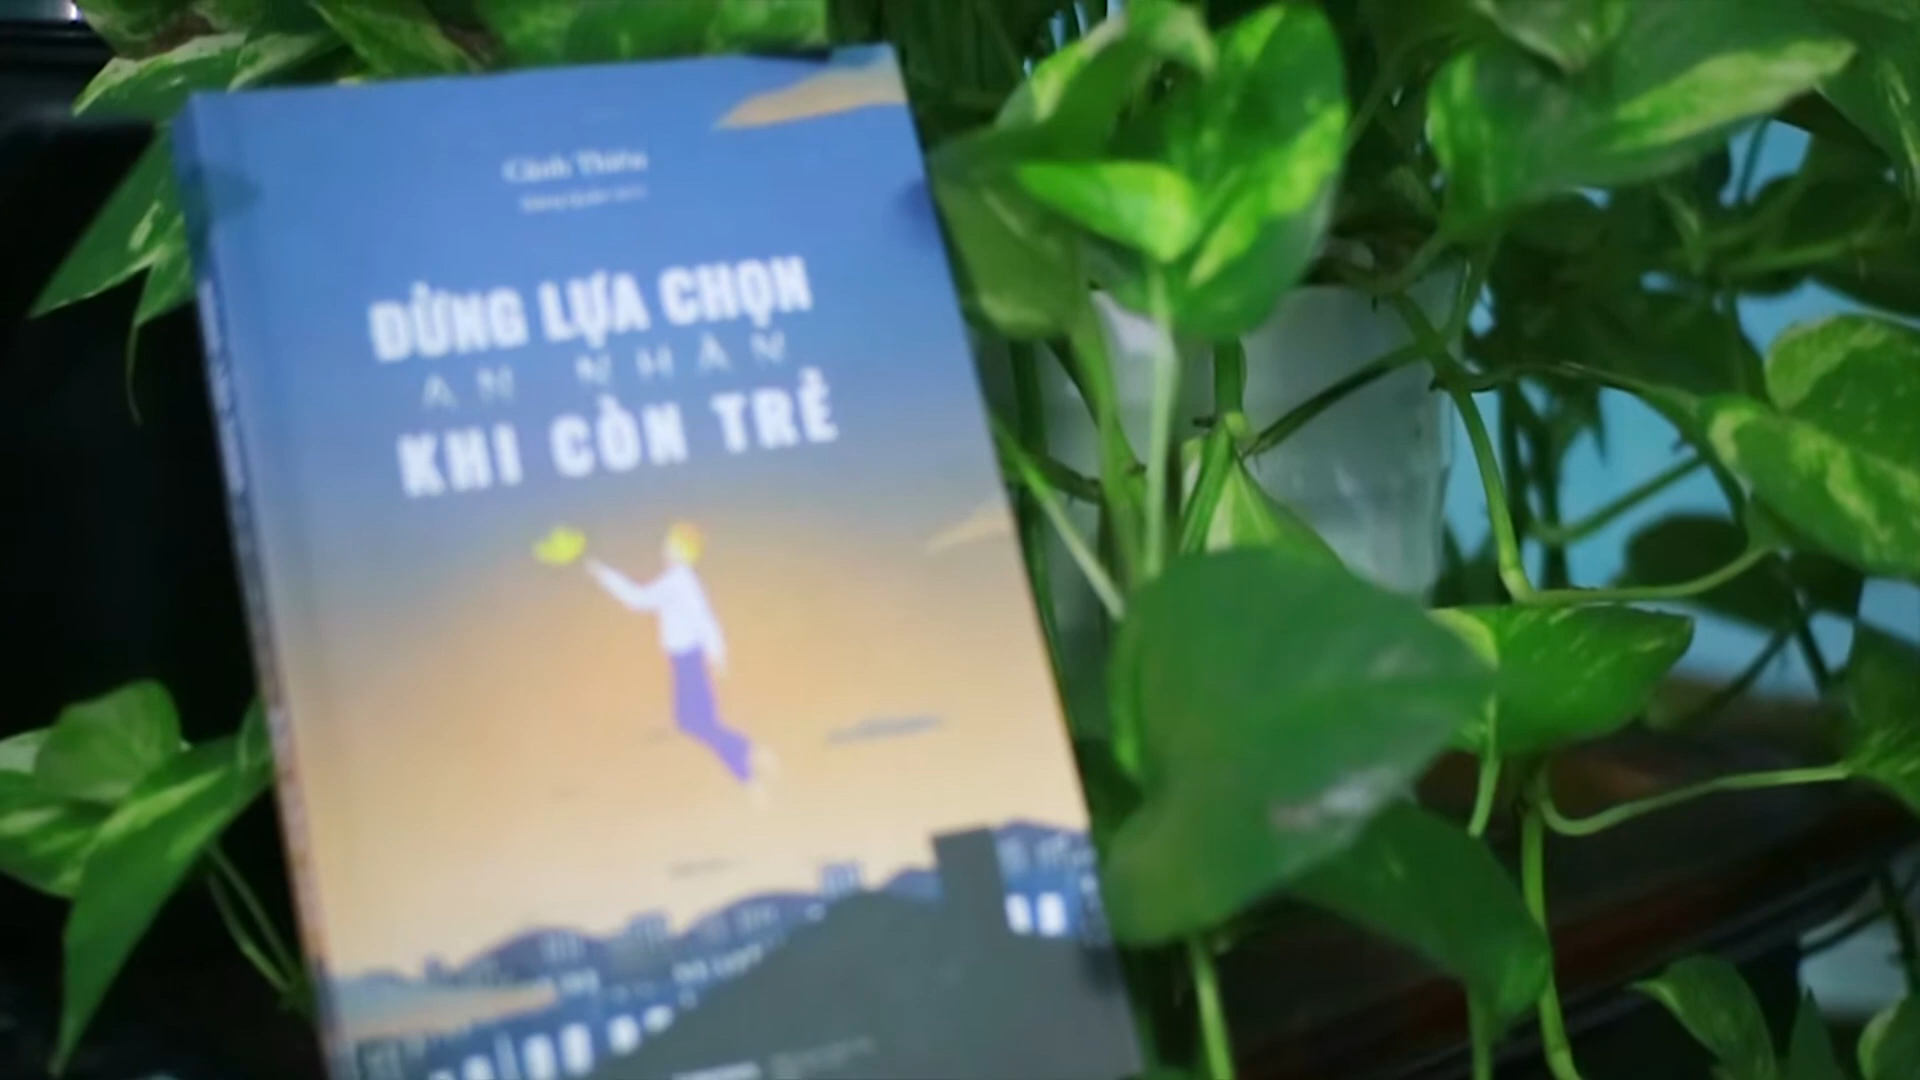 Cảnh Thiên
ĐỪNG LỰA CHỌN
AN NHÀN
KHI CÒN TRẺ